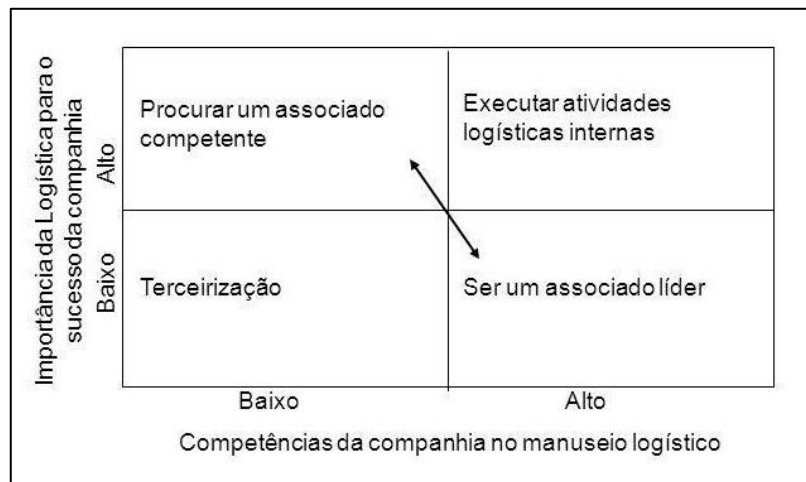 Importância da Logística para o
sucesso da companhia
Alto
Baixo
Procurar um associado
competente
Executar atividades
logísticas internas
Terceirização
Ser um associado líder
Baixo
Alto
Competências da companhia no manuseio logístico